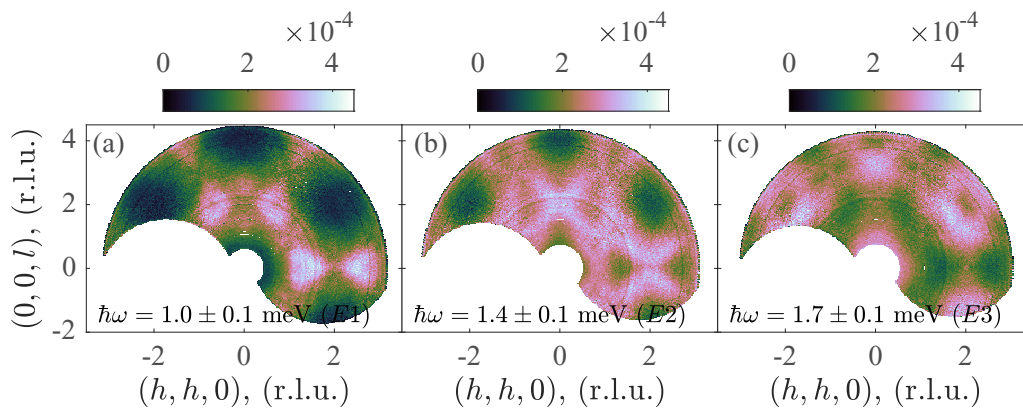 ×10⁻⁴ ×10⁻⁴ ×10⁻⁴
0 2 4 0 2 4 0 2 4
(a) (b) (c)
4
2
0
-2
(0, 0, l), (r.l.u.)
ħω = 1.0 ± 0.1 meV (E1) ħω = 1.4 ± 0.1 meV (E2) ħω = 1.7 ± 0.1 meV (E3)
-2 0 2 -2 0 2 -2 0 2
(h, h, 0), (r.l.u.) (h, h, 0), (r.l.u.) (h, h, 0), (r.l.u.)